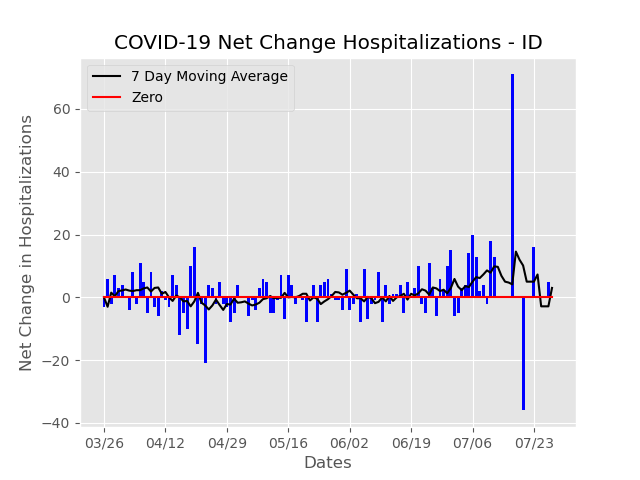 COVID-19 Net Change Hospitalizations - ID
7 Day Moving Average
Zero
Net Change in Hospitalizations
60
40
20
0
−20
−40
03/26 04/12 04/29 05/16 06/02 06/19 07/06 07/23
Dates